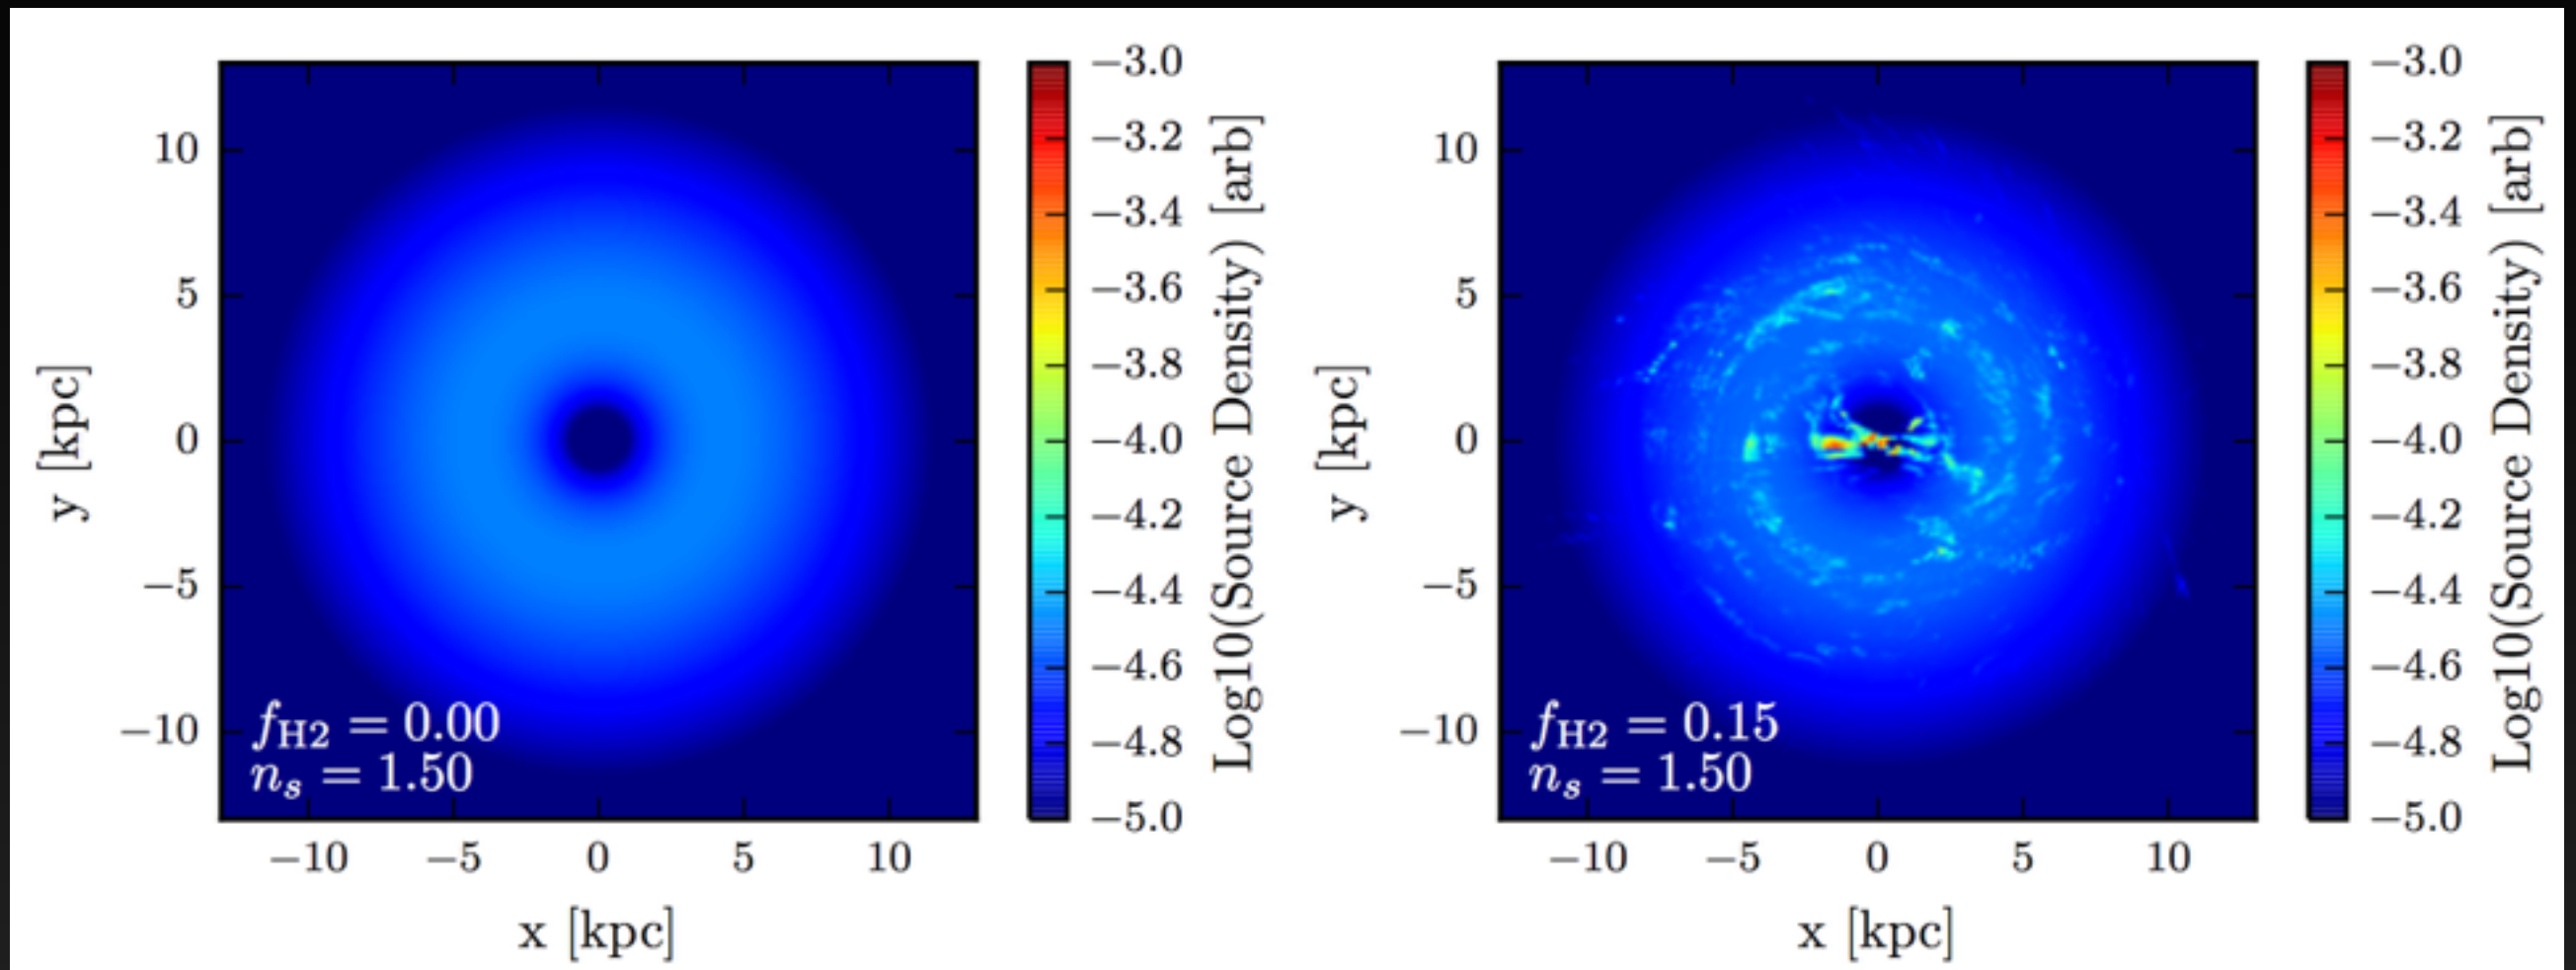 10
5
0
−5
−10
y [kpc]
−10 −5 0 5 10
x [kpc]
f_H2 = 0.00
n_s = 1.50
−3.0
−3.2
−3.4
−3.6
−3.8
−4.0
−4.2
−4.4
−4.6
−4.8
−5.0
Log10(Source Density) [arb]
10
5
0
−5
−10
y [kpc]
−10 −5 0 5 10
x [kpc]
f_H2 = 0.15
n_s = 1.50
−3.0
−3.2
−3.4
−3.6
−3.8
−4.0
−4.2
−4.4
−4.6
−4.8
−5.0
Log10(Source Density) [arb]